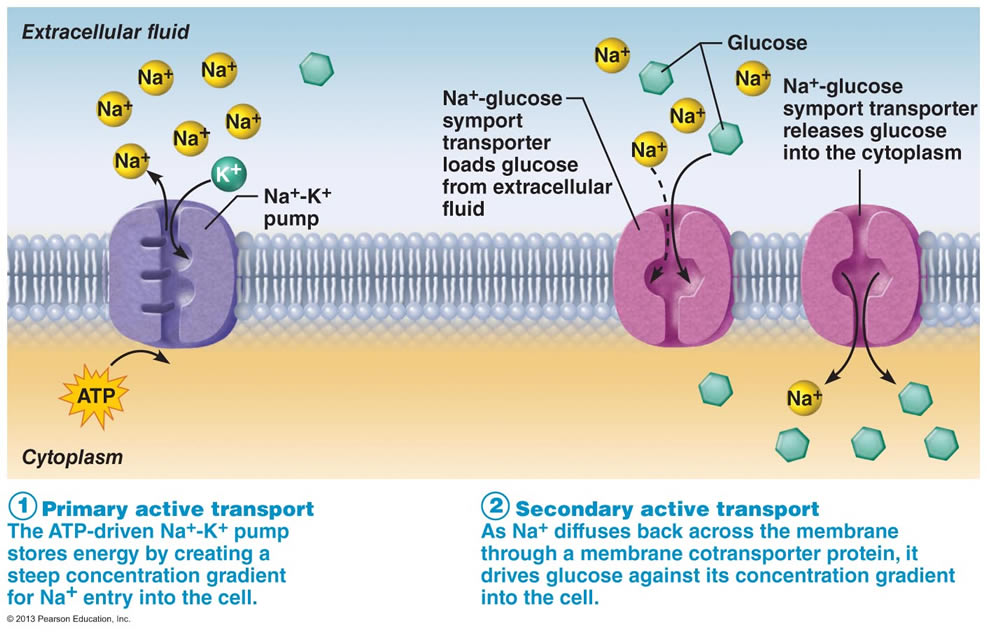 Extracellular fluid
Na+
Na+
Na+
Na+
Na+
Na+
K+
Na+-K+
pump
ATP
Cytoplasm
Na+
Glucose
Na+
Na+
Na+
Na+-glucose
symport
transporter
loads glucose
from extracellular
fluid
Na+-glucose
symport transporter
releases glucose
into the cytoplasm
Na+
1 Primary active transport
The ATP-driven Na+-K+ pump
stores energy by creating a
steep concentration gradient
for Na+ entry into the cell.
2 Secondary active transport
As Na+ diffuses back across the membrane
through a membrane cotransporter protein, it
drives glucose against its concentration gradient
into the cell.
© 2013 Pearson Education, Inc.